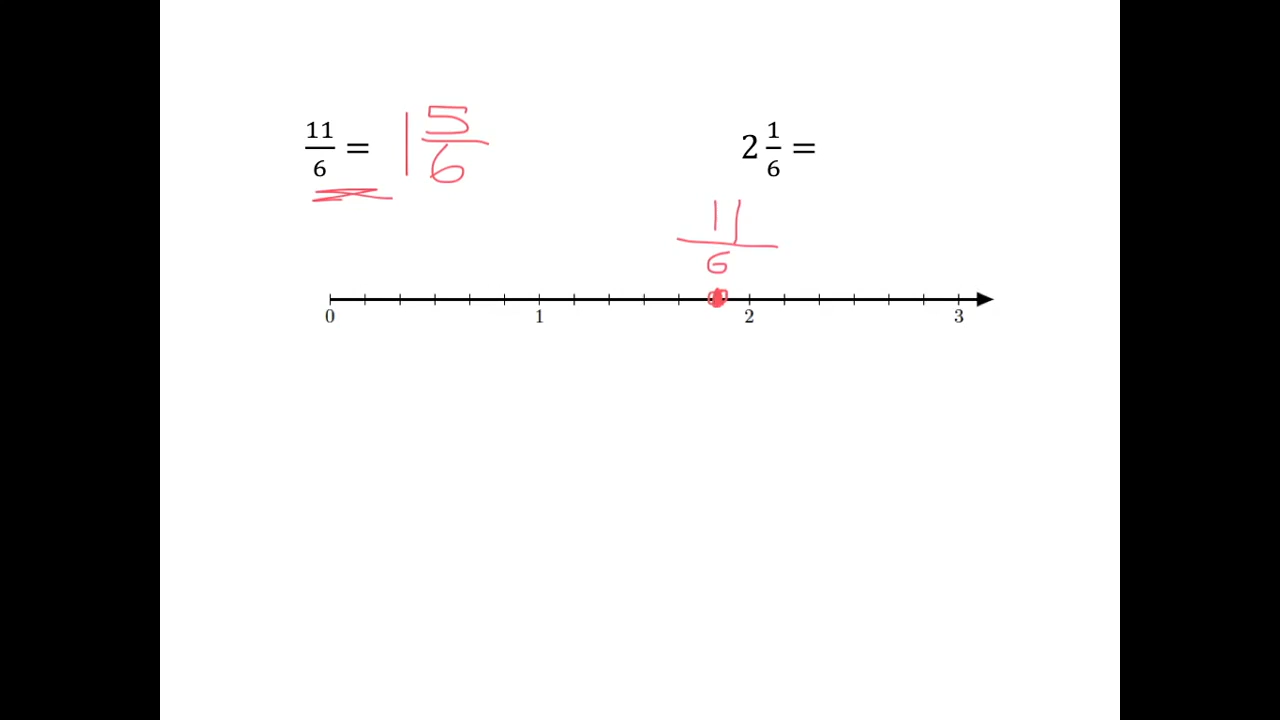 11/6 = 1 5/6
2 1/6 =
11/6
0 1 2 3